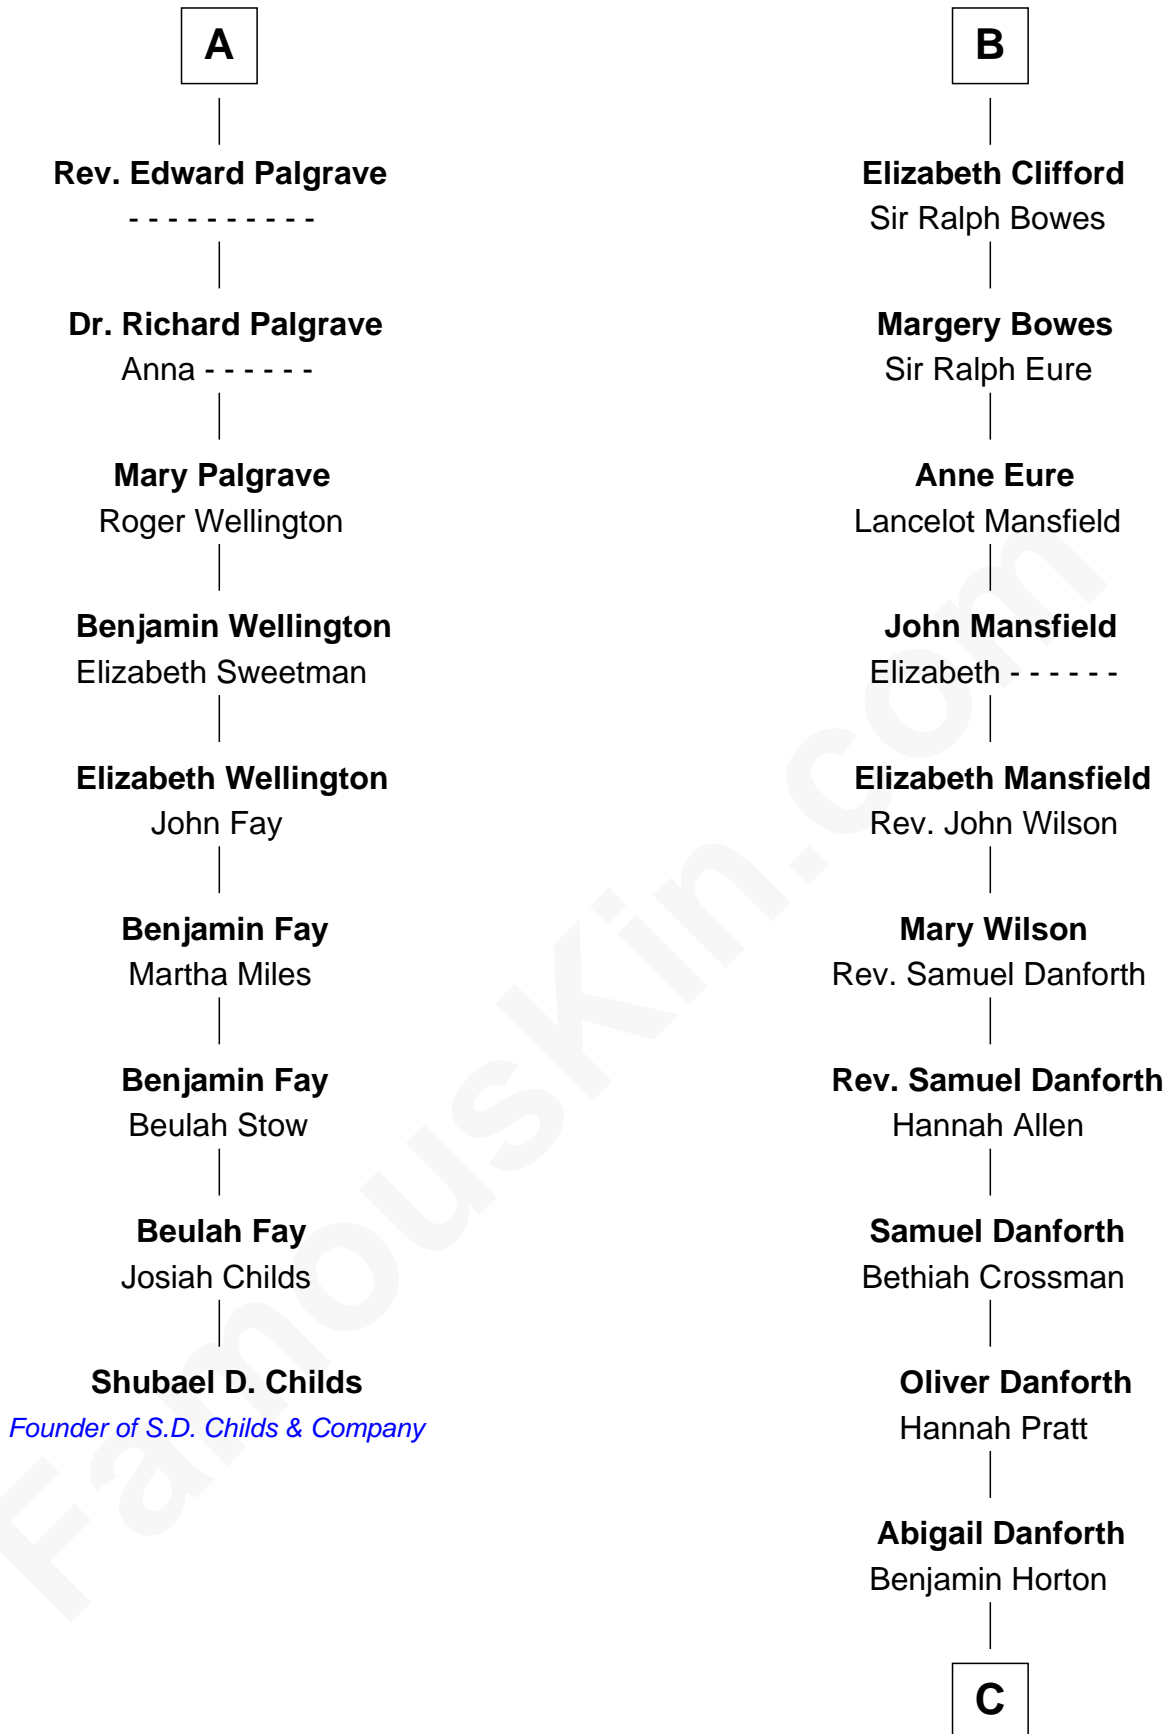 A
Rev. Edward Palgrave
- - - - - - - - - -
Dr. Richard Palgrave
Anna - - - - - -
Mary Palgrave
Roger Wellington
Benjamin Wellington
Elizabeth Sweetman
Elizabeth Wellington
John Fay
Benjamin Fay
Martha Miles
Benjamin Fay
Beulah Stow
Beulah Fay
Josiah Childs
Shubael D. Childs
Founder of S.D. Childs & Company
B
Elizabeth Clifford
Sir Ralph Bowes
Margery Bowes
Sir Ralph Eure
Anne Eure
Lancelot Mansfield
John Mansfield
Elizabeth - - - - - -
Elizabeth Mansfield
Rev. John Wilson
Mary Wilson
Rev. Samuel Danforth
Rev. Samuel Danforth
Hannah Allen
Samuel Danforth
Bethiah Crossman
Oliver Danforth
Hannah Pratt
Abigail Danforth
Benjamin Horton
C
FamousKin.com